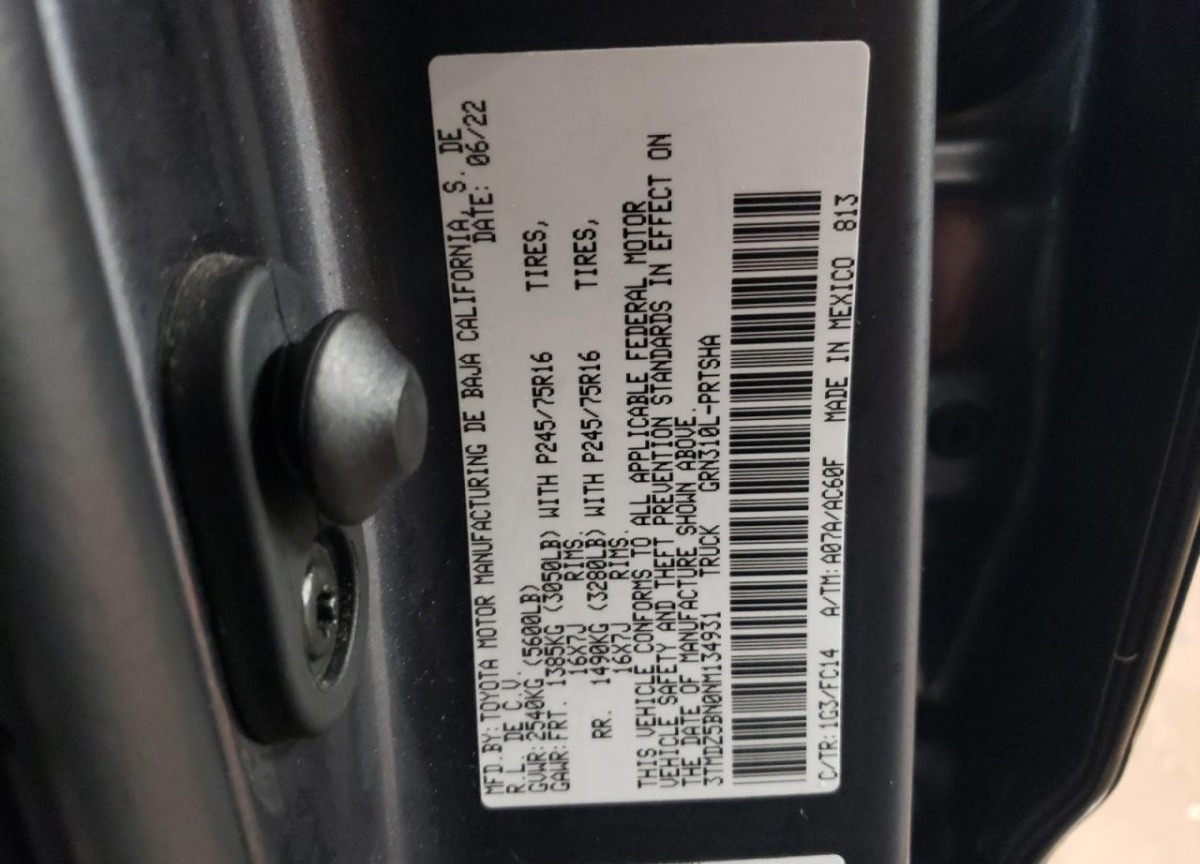 MFD.BY:TOYOTA MOTOR MANUFACTURING DE BAJA CALIFORNIA, S. DE
R.L. DE C.V. DATE: 06/22
GVWR:2540KG (5600LB)
GAWR:FRT. 1385KG (3050LB) WITH P245/75R16 TIRES,
16X7J RIMS.
RR. 1490KG (3280LB) WITH P245/75R16 TIRES,
16X7J RIMS.
THIS VEHICLE CONFORMS TO ALL APPLICABLE FEDERAL MOTOR
VEHICLE SAFETY AND THEFT PREVENTION STANDARDS IN EFFECT ON
THE DATE OF MANUFACTURE SHOWN ABOVE.
3TMDZ5BN0NM134931 TRUCK GRN310L-PRTSHA
C/TR:1G3/FC14 A/TM:A07A/AC60F MADE IN MEXICO 813